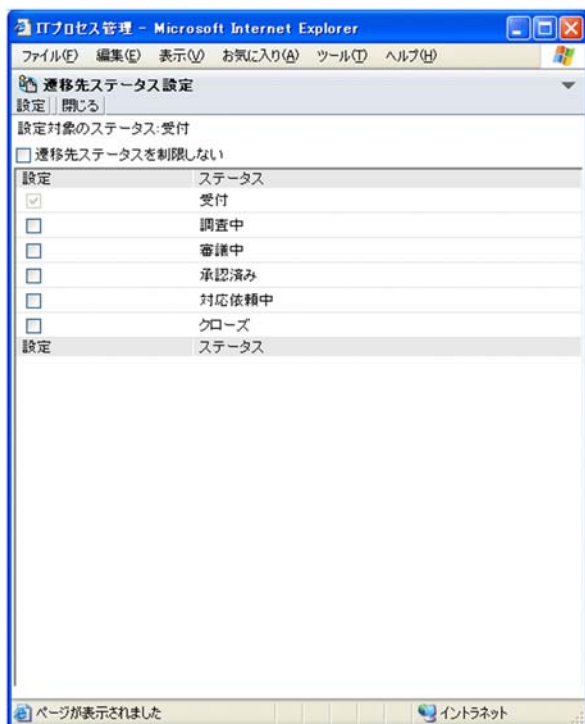 ITプロセス管理 - Microsoft Internet Explorer
ファイル(F) 編集(E) 表示(V) お気に入り(A) ツール(T) ヘルプ(H)
遷移先ステータス設定
設定 閉じる
設定対象のステータス:受付
遷移先ステータスを制限しない
設定 ステータス
受付
調査中
審議中
承認済み
対応依頼中
クローズ
設定 ステータス
ページが表示されました イントラネット